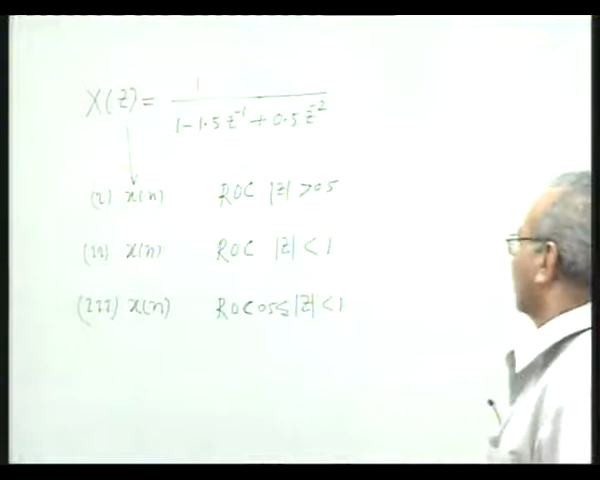 X(z) = 1 / (1 - 1.5 z⁻¹ + 0.5 z⁻²)
(i) x(n) ROC |z| > 0.5
(ii) x(n) ROC |z| < 1
(iii) x(n) ROC 0.5 ≤ |z| < 1